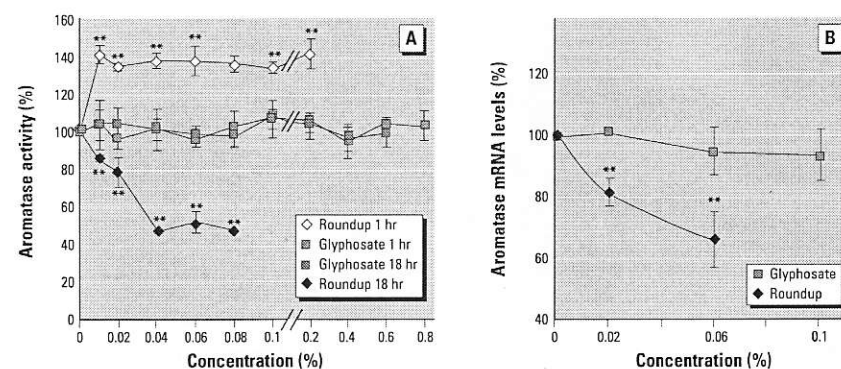 A
Aromatase activity (%)
160
140
120
100
80
60
40
20
0
** ** ** ** ** **
** ** ** ** **
Roundup 1 hr
Glyphosate 1 hr
Glyphosate 18 hr
Roundup 18 hr
0 0.02 0.04 0.06 0.08 0.1 0.2 0.4 0.6 0.8
Concentration (%)
B
Aromatase mRNA levels (%)
120
100
80
60
40
**
**
Glyphosate
Roundup
0 0.02 0.06 0.1
Concentration (%)